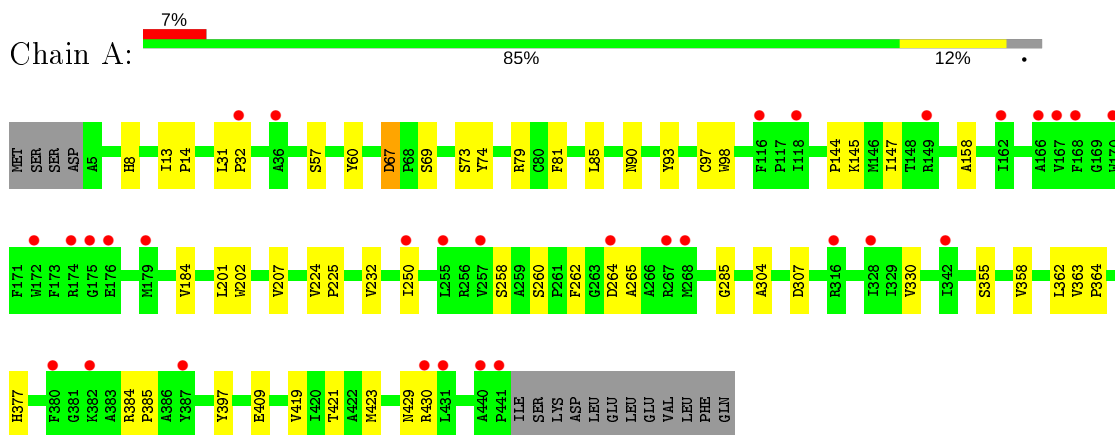 7%
Chain A:
85% 12% •
MET SER SER ASP A5 H8 I13 P14 L31 P32 A36 S57 Y60 D67 P68 S69 S73 Y74 R79 C80 F81 L85 N90 Y93 C97 W98 F116 P117 I118 P144 K145 M146 I147 T148 R149 A158 I162 A166 V167 F168 G169 W170
F171 W172 F173 R174 G175 E176 M179 V184 L201 W202 V207 V224 P225 V232 I250 L255 R256 V257 S258 A259 S260 P261 F262 G263 D264 A265 A266 R267 M268 G285 A304 D307 R316 I328 I329 V330 I342 S355 V358 L362 V363 P364
H377 F380 G381 K382 A383 R384 P385 A386 Y387 Y397 E409 V419 I420 T421 A422 M423 N429 R430 L431 A440 P441 ILE SER LYS ASP LEU GLU LEU GLU VAL LEU PHE GLN